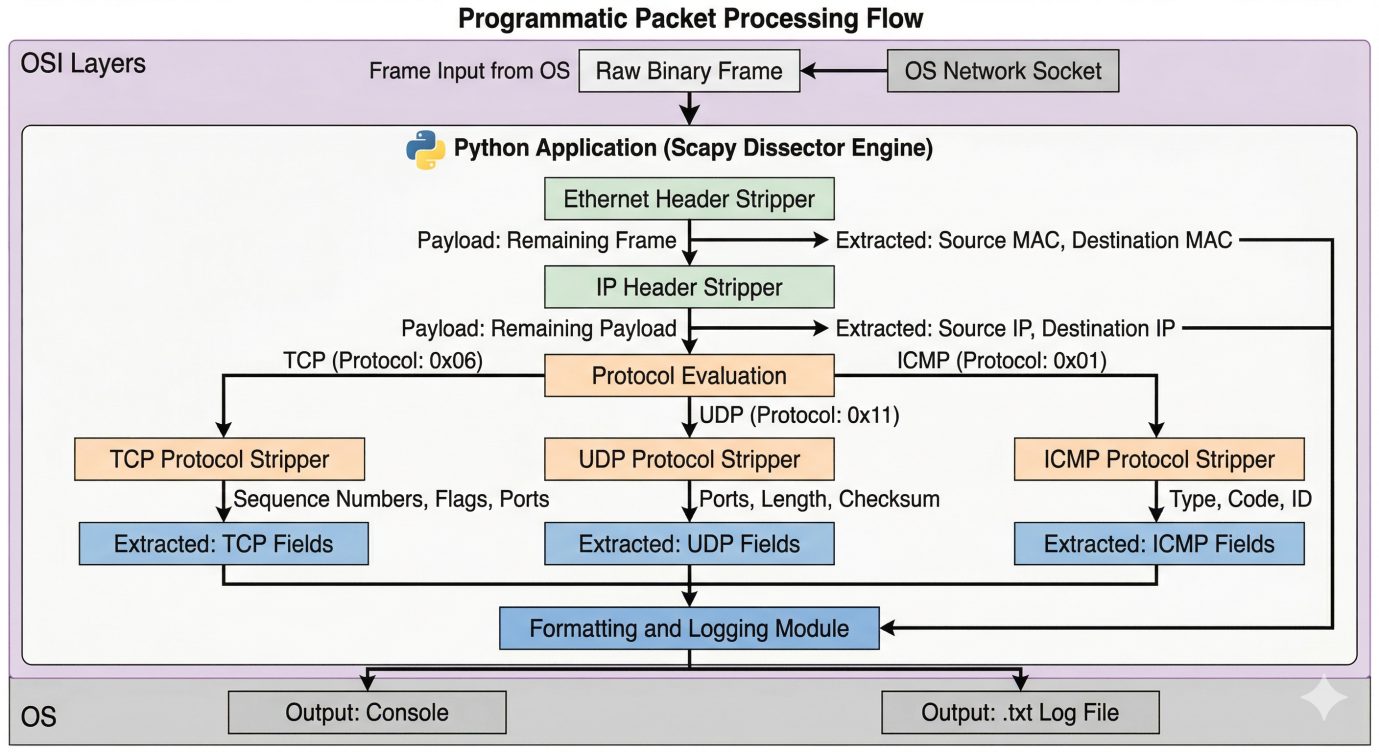 Programmatic Packet Processing Flow
OSI Layers
Frame Input from OS
Raw Binary Frame
OS Network Socket
Python Application (Scapy Dissector Engine)
Ethernet Header Stripper
Payload: Remaining Frame
Extracted: Source MAC, Destination MAC
IP Header Stripper
Payload: Remaining Payload
Extracted: Source IP, Destination IP
TCP (Protocol: 0x06)
Protocol Evaluation
ICMP (Protocol: 0x01)
UDP (Protocol: 0x11)
TCP Protocol Stripper
UDP Protocol Stripper
ICMP Protocol Stripper
Sequence Numbers, Flags, Ports
Ports, Length, Checksum
Type, Code, ID
Extracted: TCP Fields
Extracted: UDP Fields
Extracted: ICMP Fields
Formatting and Logging Module
OS
Output: Console
Output: .txt Log File